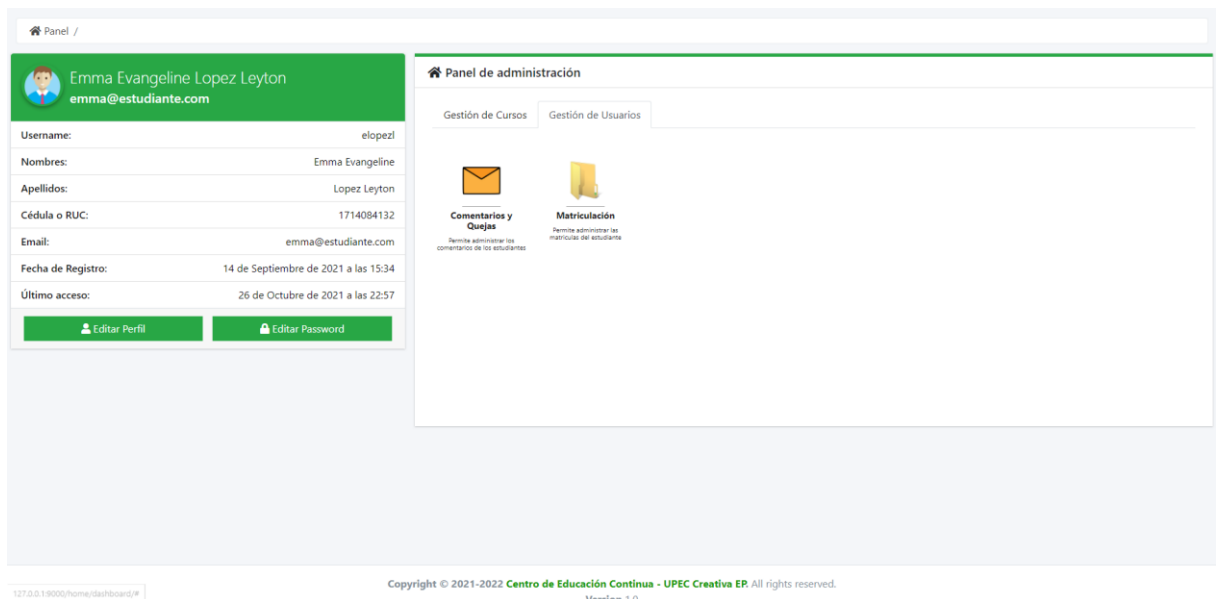 Panel /
Emma Evangeline Lopez Leyton
emma@estudiante.com
Username: elopezl
Nombres: Emma Evangeline
Apellidos: Lopez Leyton
Cédula o RUC: 1714084132
Email: emma@estudiante.com
Fecha de Registro: 14 de Septiembre de 2021 a las 15:34
Último acceso: 26 de Octubre de 2021 a las 22:57
Editar Perfil Editar Password
Panel de administración
Gestión de Cursos Gestión de Usuarios
Comentarios y
Quejas
Permite administrar los
comentarios de los estudiantes
Matriculación
Permite administrar las
matriculas del estudiante
Copyright © 2021-2022 Centro de Educación Continua - UPEC Creativa EP. All rights reserved.
Version 1.0
127.0.0.1:9000/home/dashboard/#